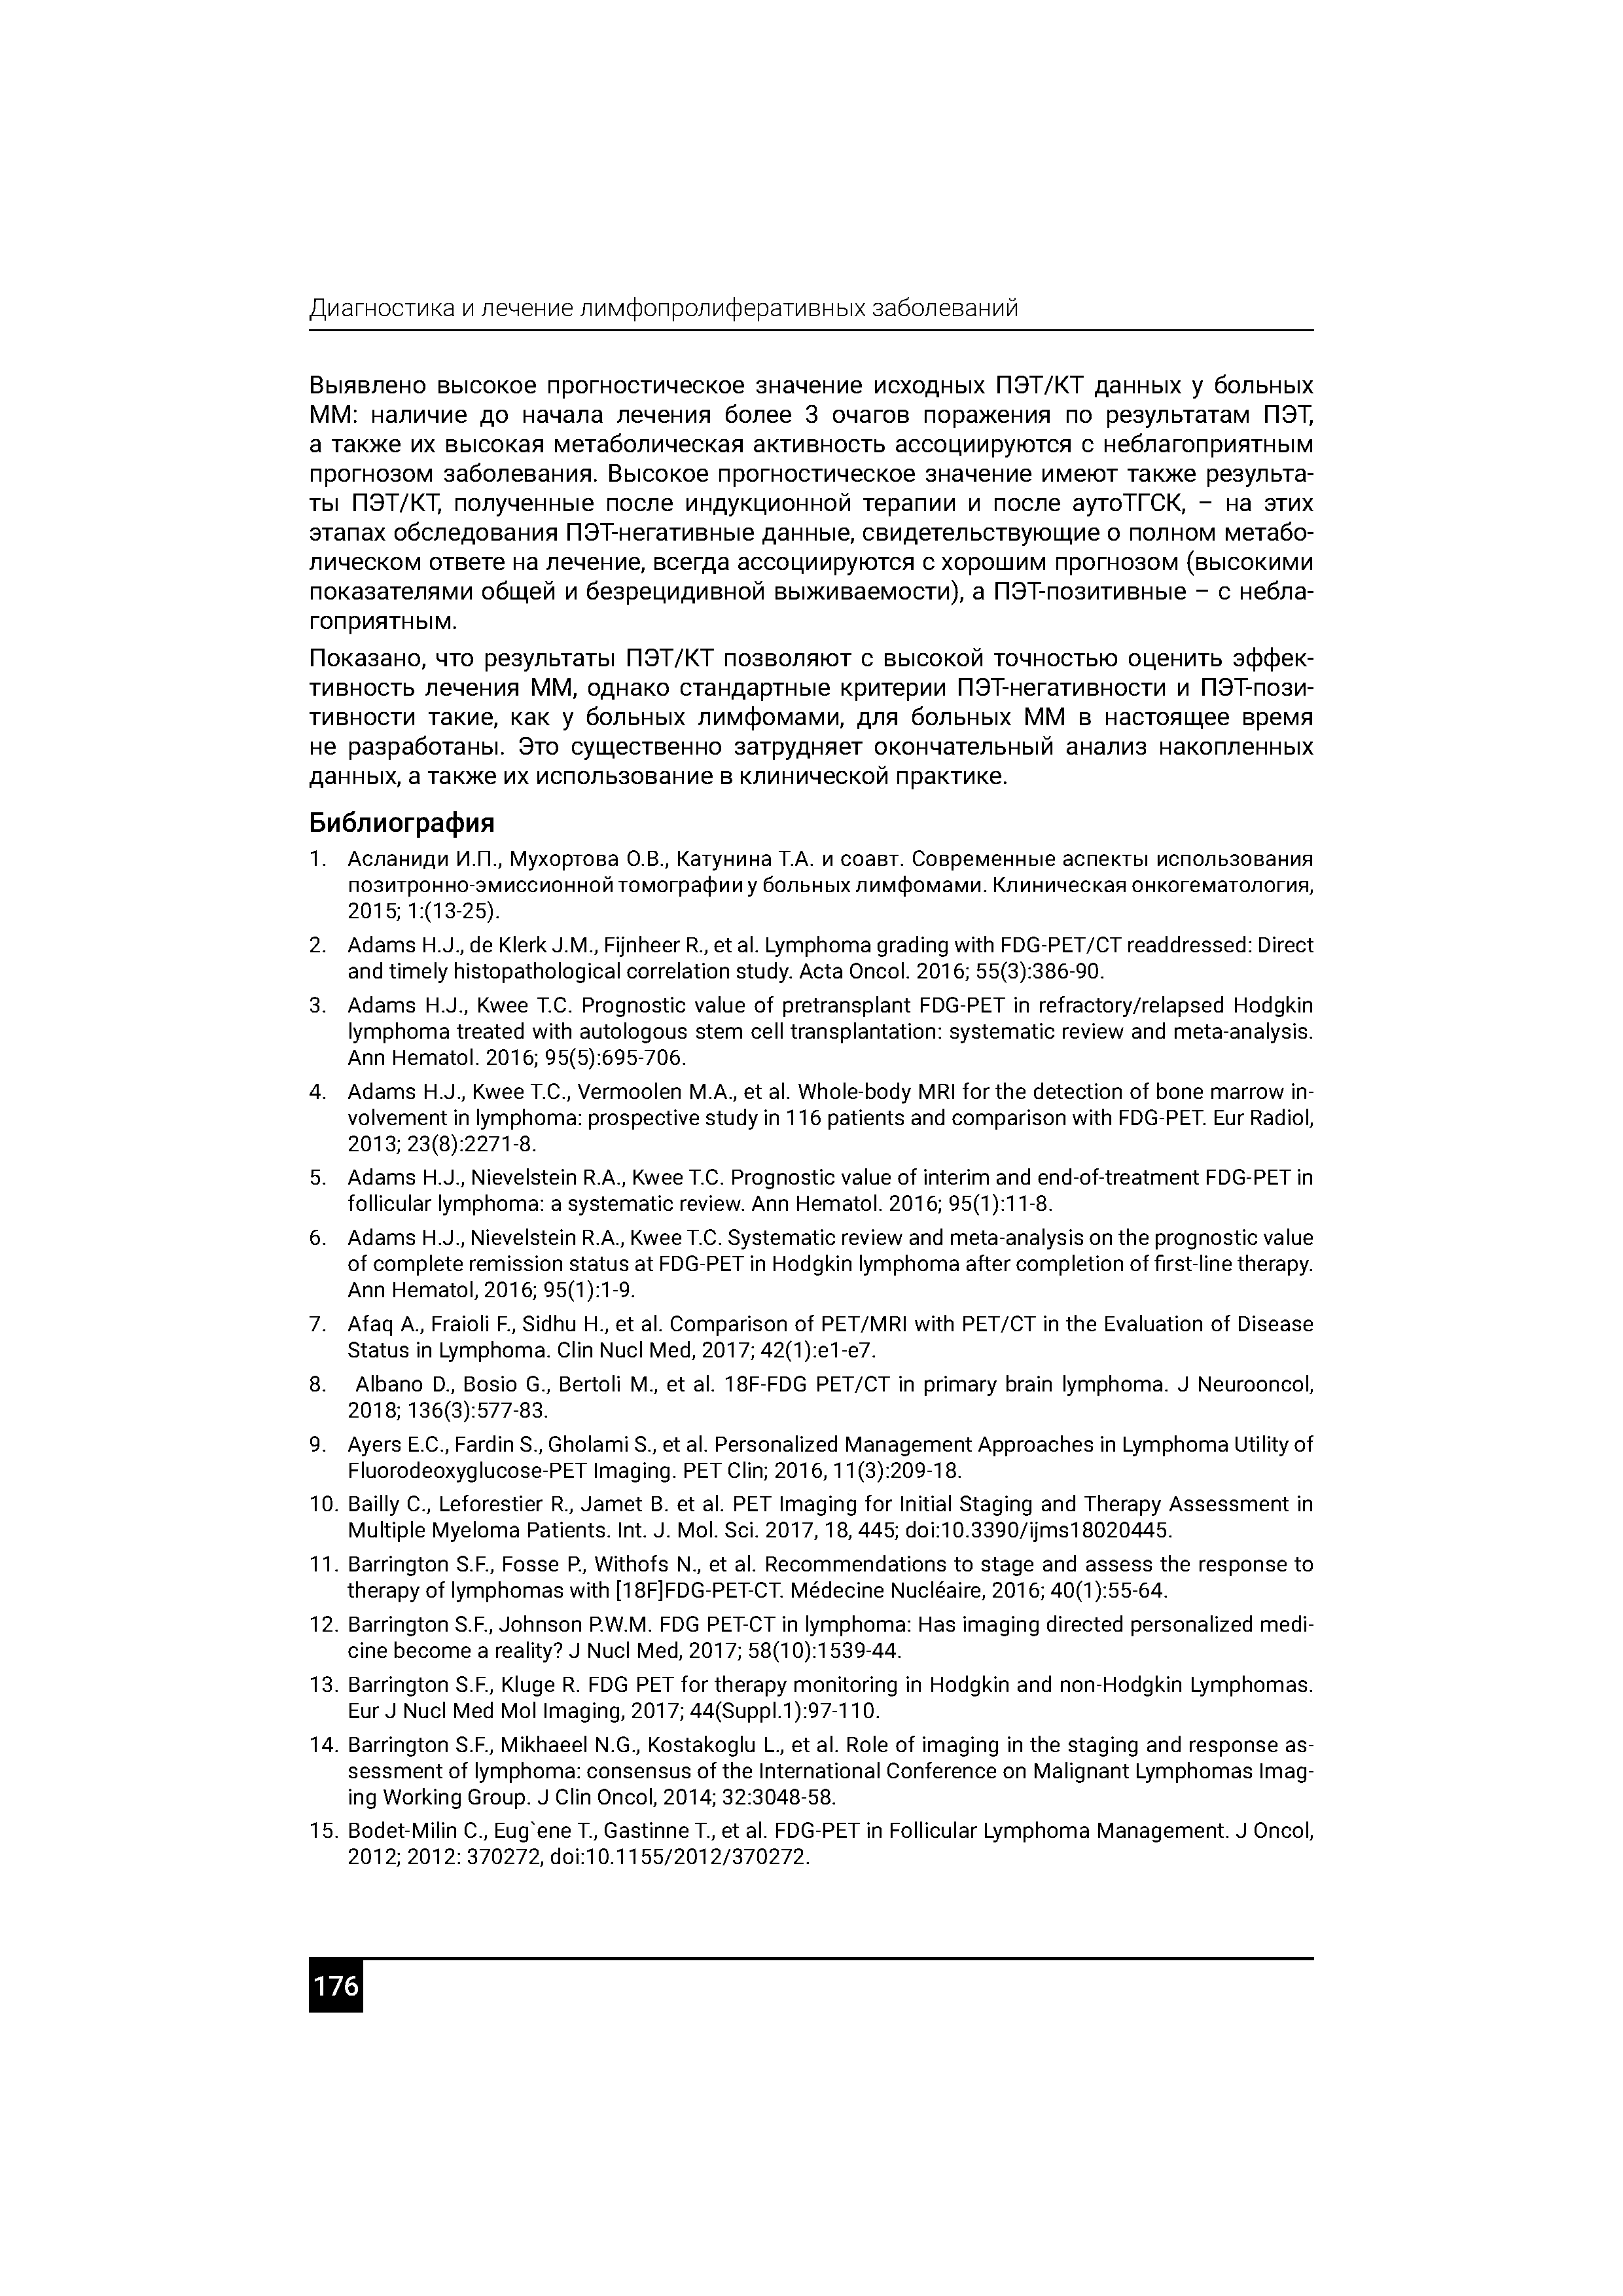 Диагностика и лечение лимфопролиферативных заболеваний
Выявлено высокое прогностическое значение исходных ПЭТ/КТ данных у больных
ММ: наличие до начала лечения более 3 очагов поражения по результатам ПЭТ,
а также их высокая метаболическая активность ассоциируются с неблагоприятным
прогнозом заболевания. Высокое прогностическое значение имеют также результа-
ты ПЭТ/КТ, полученные после индукционной терапии и после аутоТГСК, – на этих
этапах обследования ПЭТ-негативные данные, свидетельствующие о полном метабо-
лическом ответе на лечение, всегда ассоциируются с хорошим прогнозом (высокими
показателями общей и безрецидивной выживаемости), а ПЭТ-позитивные – с небла-
гоприятным.
Показано, что результаты ПЭТ/КТ позволяют с высокой точностью оценить эффек-
тивность лечения ММ, однако стандартные критерии ПЭТ-негативности и ПЭТ-пози-
тивности такие, как у больных лимфомами, для больных ММ в настоящее время
не разработаны. Это существенно затрудняет окончательный анализ накопленных
данных, а также их использование в клинической практике.
Библиография
1. Асланиди И.П., Мухортова О.В., Катунина Т.А. и соавт. Современные аспекты использования
позитронно-эмиссионной томографии у больных лимфомами. Клиническая онкогематология,
2015; 1:(13-25).
2. Adams H.J., de Klerk J.M., Fijnheer R., et al. Lymphoma grading with FDG-PET/CT readdressed: Direct
and timely histopathological correlation study. Acta Oncol. 2016; 55(3):386-90.
3. Adams H.J., Kwee T.C. Prognostic value of pretransplant FDG-PET in refractory/relapsed Hodgkin
lymphoma treated with autologous stem cell transplantation: systematic review and meta-analysis.
Ann Hematol. 2016; 95(5):695-706.
4. Adams H.J., Kwee T.C., Vermoolen M.A., et al. Whole-body MRI for the detection of bone marrow in-
volvement in lymphoma: prospective study in 116 patients and comparison with FDG-PET. Eur Radiol,
2013; 23(8):2271-8.
5. Adams H.J., Nievelstein R.A., Kwee T.C. Prognostic value of interim and end-of-treatment FDG-PET in
follicular lymphoma: a systematic review. Ann Hematol. 2016; 95(1):11-8.
6. Adams H.J., Nievelstein R.A., Kwee T.C. Systematic review and meta-analysis on the prognostic value
of complete remission status at FDG-PET in Hodgkin lymphoma after completion of first-line therapy.
Ann Hematol, 2016; 95(1):1-9.
7. Afaq A., Fraioli F., Sidhu H., et al. Comparison of PET/MRI with PET/CT in the Evaluation of Disease
Status in Lymphoma. Clin Nucl Med, 2017; 42(1):e1-e7.
8. Albano D., Bosio G., Bertoli M., et al. 18F-FDG PET/CT in primary brain lymphoma. J Neurooncol,
2018; 136(3):577-83.
9. Ayers E.C., Fardin S., Gholami S., et al. Personalized Management Approaches in Lymphoma Utility of
Fluorodeoxyglucose-PET Imaging. PET Clin; 2016, 11(3):209-18.
10. Bailly C., Leforestier R., Jamet B. et al. PET Imaging for Initial Staging and Therapy Assessment in
Multiple Myeloma Patients. Int. J. Mol. Sci. 2017, 18, 445; doi:10.3390/ijms18020445.
11. Barrington S.F., Fosse P., Withofs N., et al. Recommendations to stage and assess the response to
therapy of lymphomas with [18F]FDG-PET-CT. Médecine Nucléaire, 2016; 40(1):55-64.
12. Barrington S.F., Johnson P.W.M. FDG PET-CT in lymphoma: Has imaging directed personalized medi-
cine become a reality? J Nucl Med, 2017; 58(10):1539-44.
13. Barrington S.F., Kluge R. FDG PET for therapy monitoring in Hodgkin and non-Hodgkin Lymphomas.
Eur J Nucl Med Mol Imaging, 2017; 44(Suppl.1):97-110.
14. Barrington S.F., Mikhaeel N.G., Kostakoglu L., et al. Role of imaging in the staging and response as-
sessment of lymphoma: consensus of the International Conference on Malignant Lymphomas Imag-
ing Working Group. J Clin Oncol, 2014; 32:3048-58.
15. Bodet-Milin C., Eug`ene T., Gastinne T., et al. FDG-PET in Follicular Lymphoma Management. J Oncol,
2012; 2012: 370272, doi:10.1155/2012/370272.
176